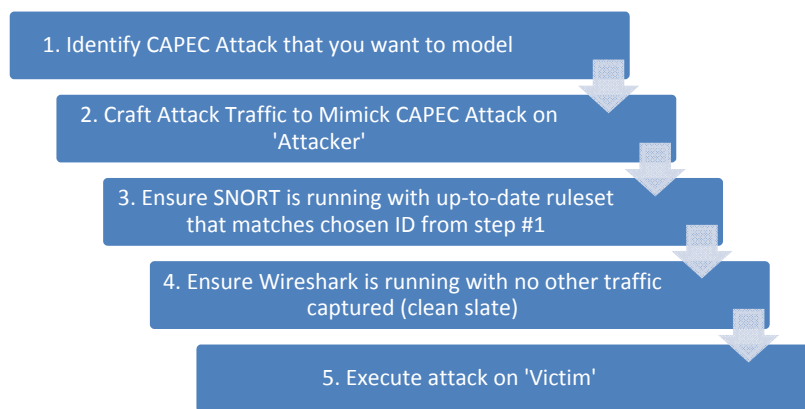 1. Identify CAPEC Attack that you want to model
2. Craft Attack Traffic to Mimick CAPEC Attack on
'Attacker'
3. Ensure SNORT is running with up-to-date ruleset
that matches chosen ID from step #1
4. Ensure Wireshark is running with no other traffic
captured (clean slate)
5. Execute attack on 'Victim'